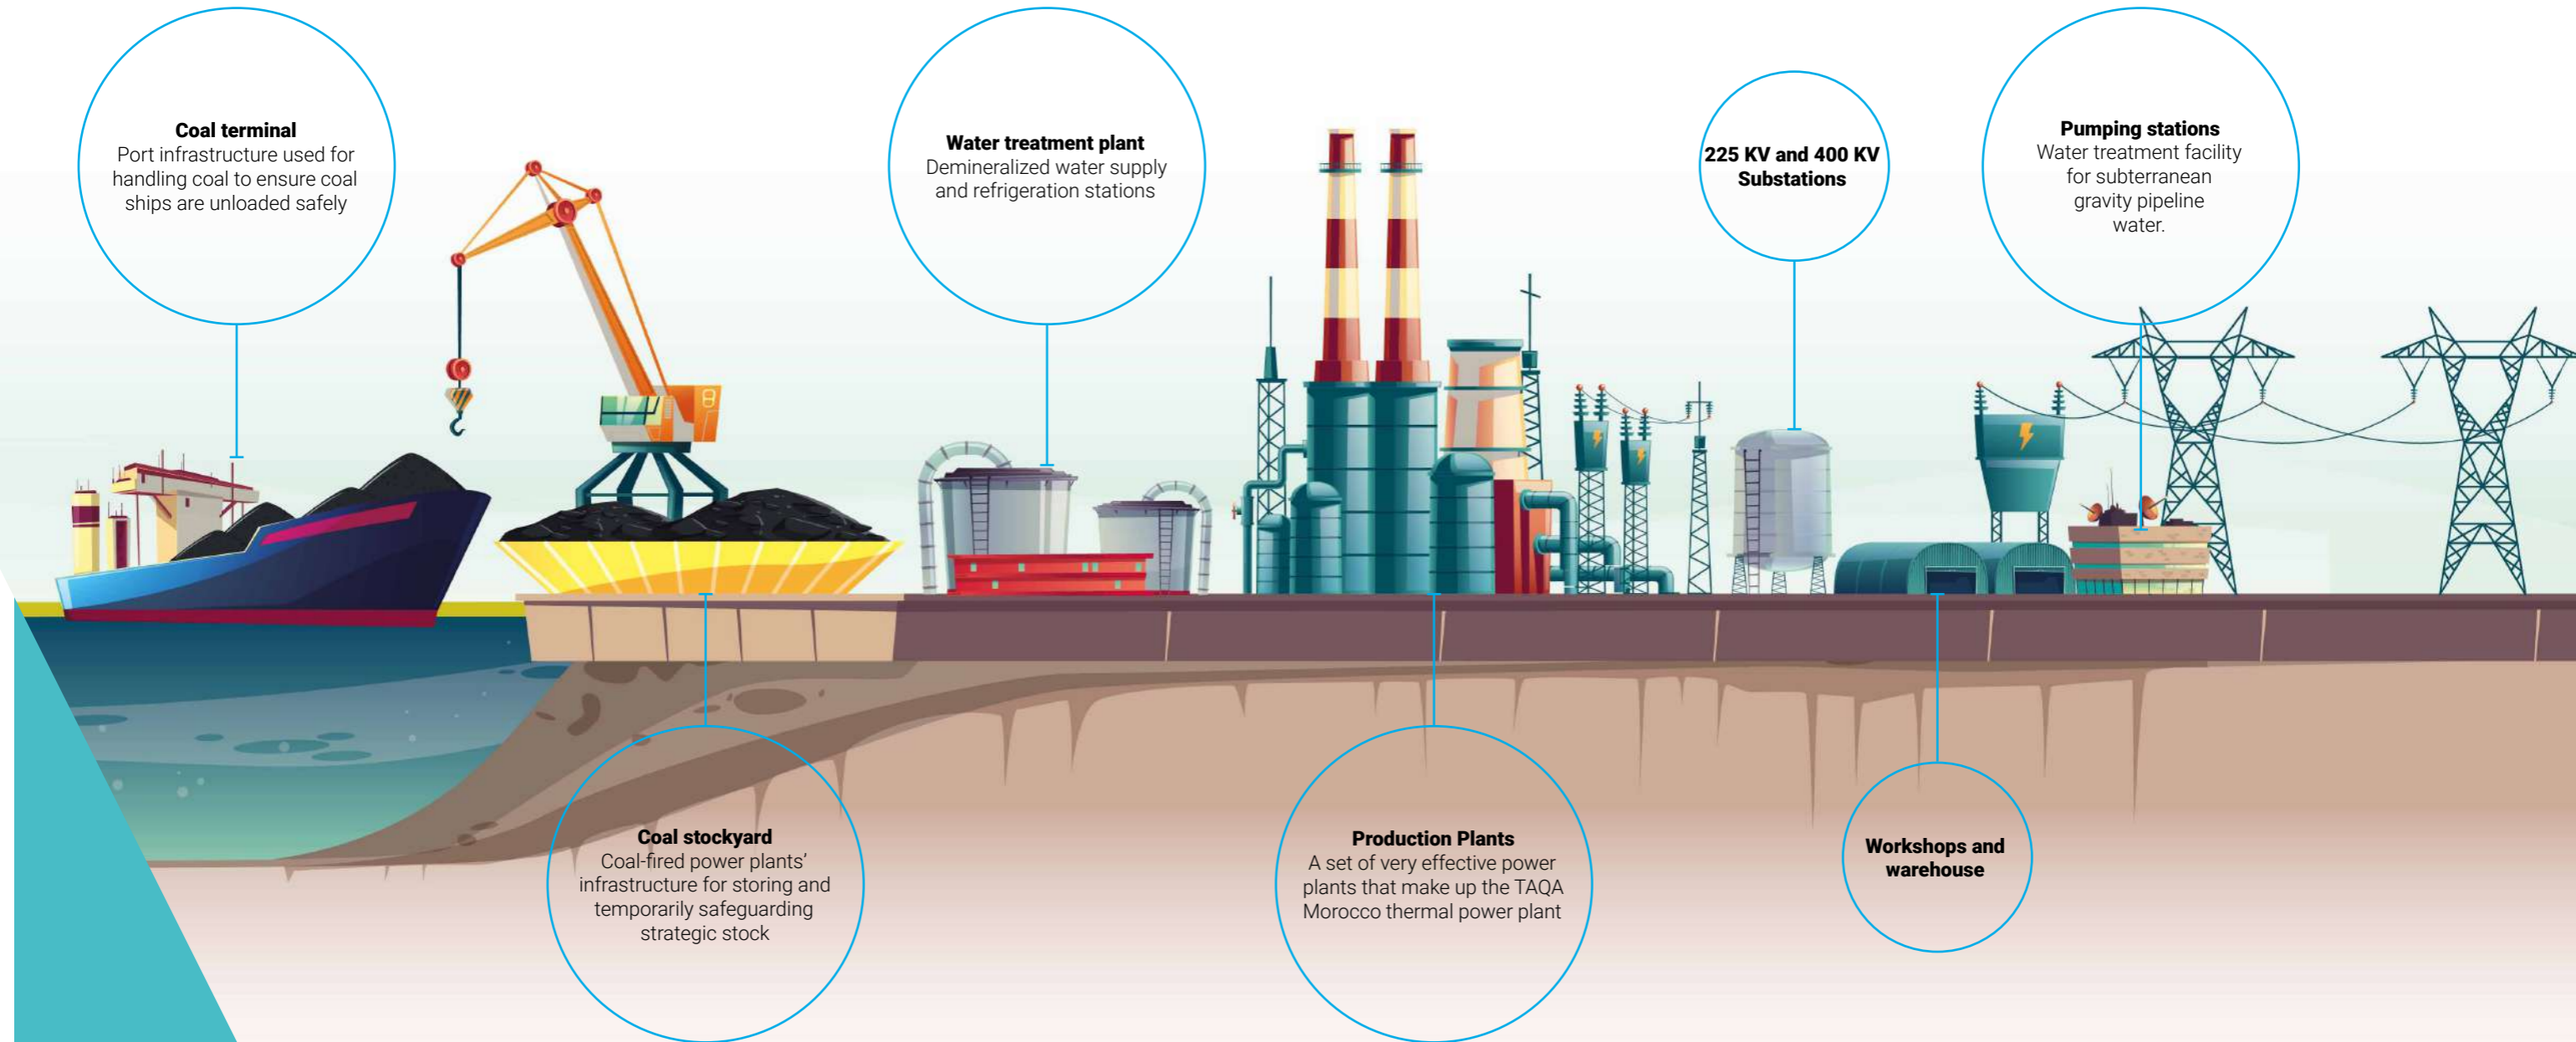 Coal terminal
Port infrastructure used for
handling coal to ensure coal
ships are unloaded safely
Water treatment plant
Demineralized water supply
and refrigeration stations
225 KV and 400 KV
Substations
Pumping stations
Water treatment facility
for subterranean
gravity pipeline
water.
Coal stockyard
Coal-fired power plants’
infrastructure for storing and
temporarily safeguarding
strategic stock
Production Plants
A set of very effective power
plants that make up the TAQA
Morocco thermal power plant
Workshops and
warehouse